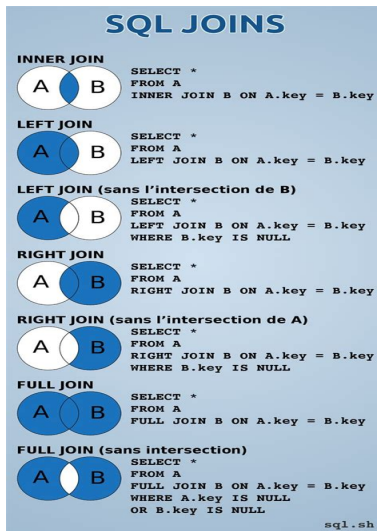 SQL JOINS
INNER JOIN
A B
SELECT *
FROM A
INNER JOIN B ON A.key = B.key
LEFT JOIN
A B
SELECT *
FROM A
LEFT JOIN B ON A.key = B.key
LEFT JOIN (sans l'intersection de B)
A B
SELECT *
FROM A
LEFT JOIN B ON A.key = B.key
WHERE B.key IS NULL
RIGHT JOIN
A B
SELECT *
FROM A
RIGHT JOIN B ON A.key = B.key
RIGHT JOIN (sans l'intersection de A)
A B
SELECT *
FROM A
RIGHT JOIN B ON A.key = B.key
WHERE B.key IS NULL
FULL JOIN
A B
SELECT *
FROM A
FULL JOIN B ON A.key = B.key
FULL JOIN (sans intersection)
A B
SELECT *
FROM A
FULL JOIN B ON A.key = B.key
WHERE A.key IS NULL
OR B.key IS NULL
sql.sh